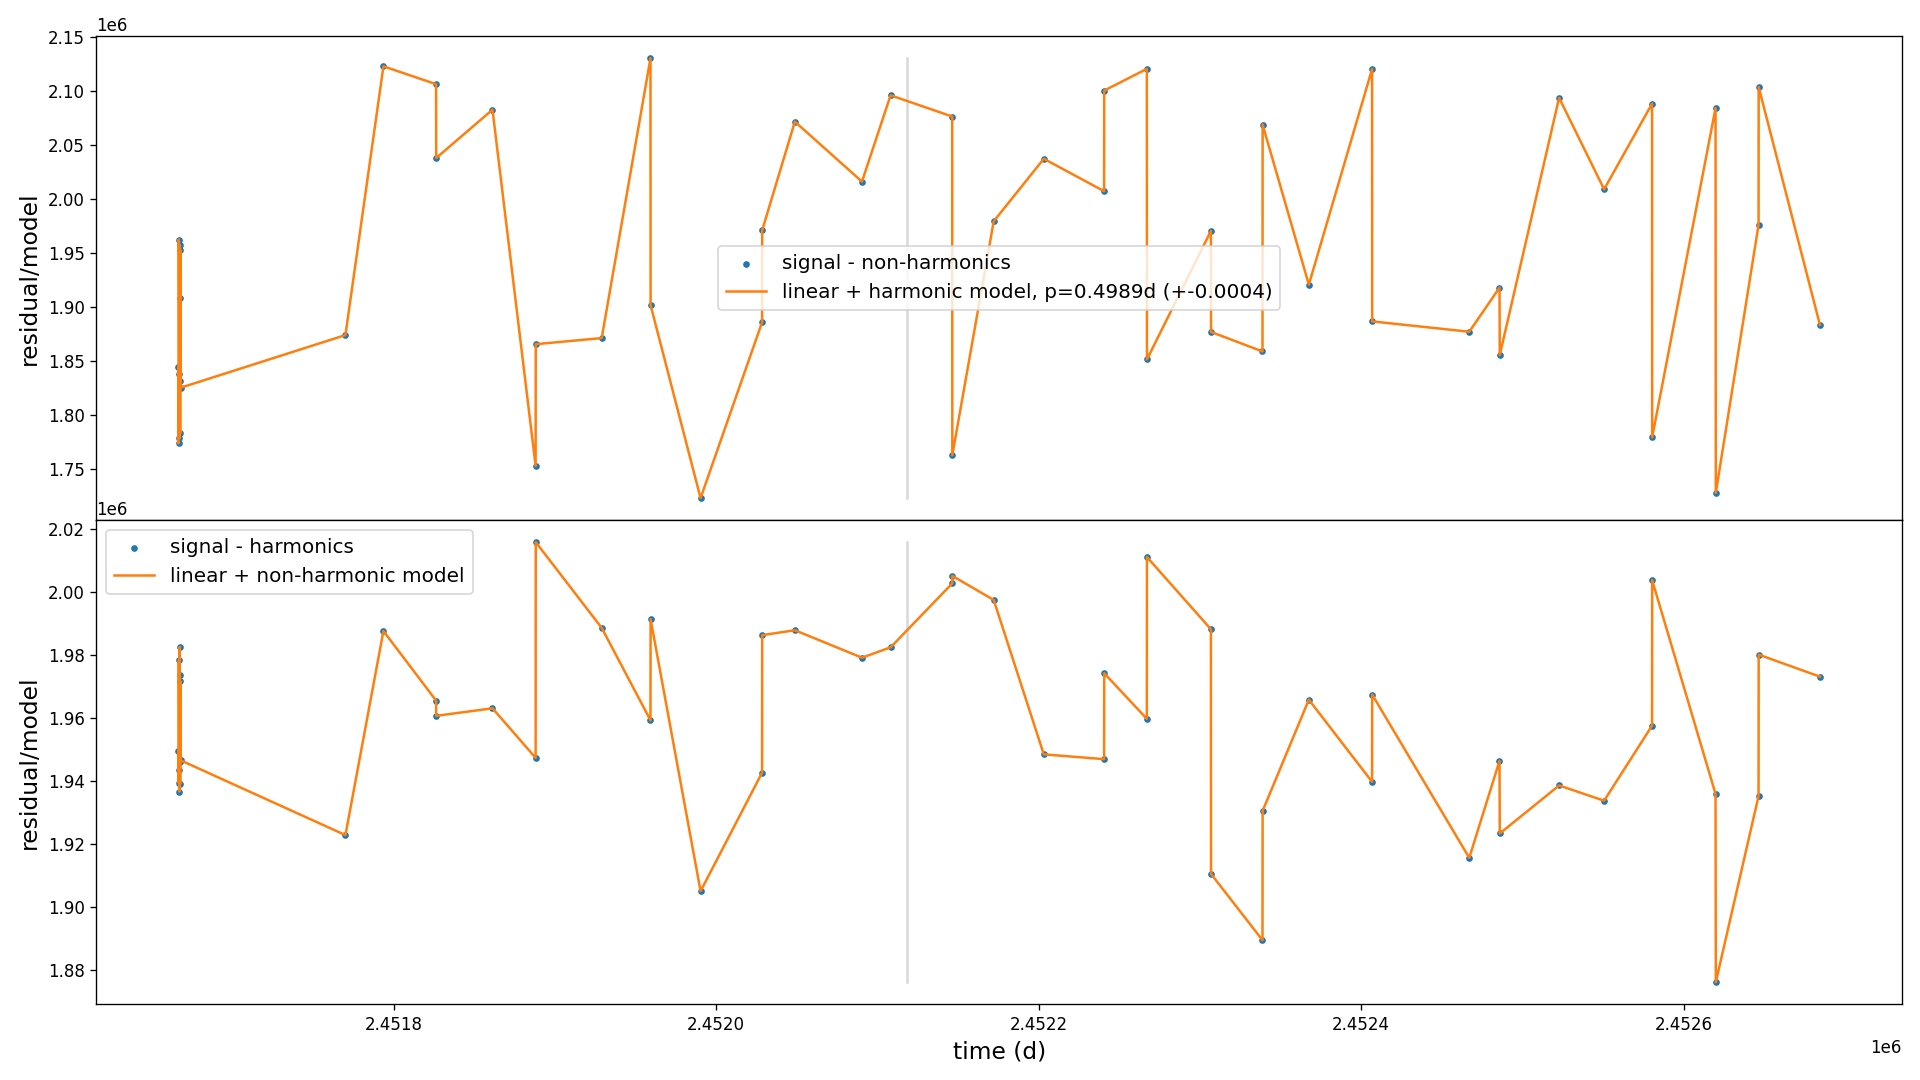 1e6
2.15
2.10
2.05
2.00
1.95
1.90
1.85
1.80
1.75
residual/model
signal - non-harmonics
linear + harmonic model, p=0.4989d (+-0.0004)
1e6
2.02
2.00
1.98
1.96
1.94
1.92
1.90
1.88
residual/model
signal - harmonics
linear + non-harmonic model
2.4518
2.4520
2.4522
2.4524
2.4526
time (d)
1e6